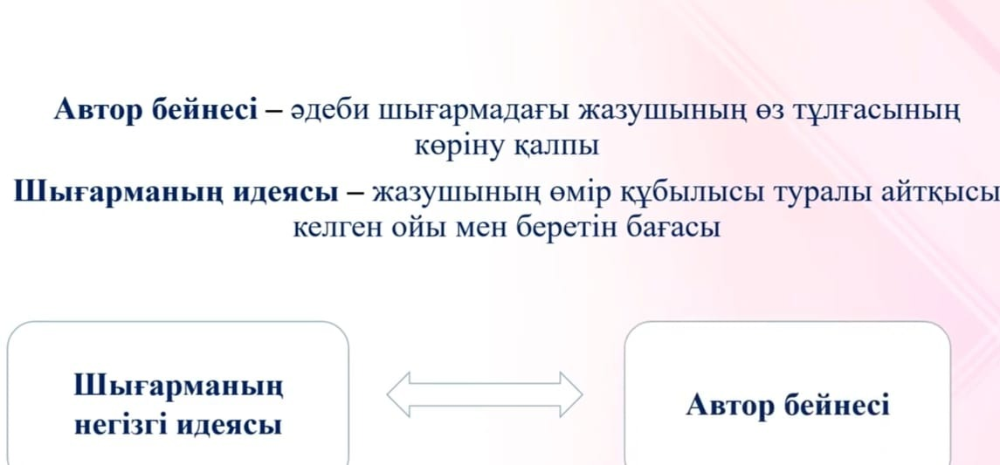 Автор бейнесі – әдеби шығармадағы жазушының өз тұлғасының
көріну қалпы
Шығарманың идеясы – жазушының өмір құбылысы туралы айтқысы
келген ойы мен беретін бағасы
Шығарманың
негізгі идеясы
Автор бейнесі